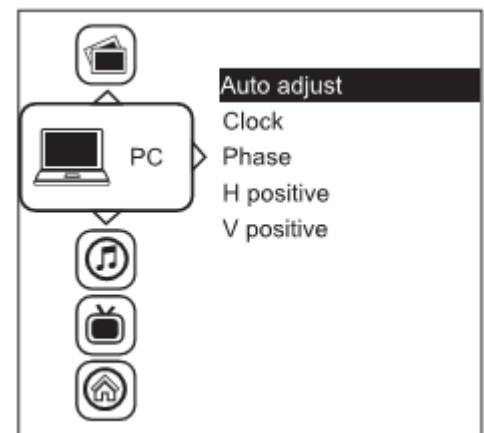 PC
Auto adjust
Clock
Phase
H positive
V positive